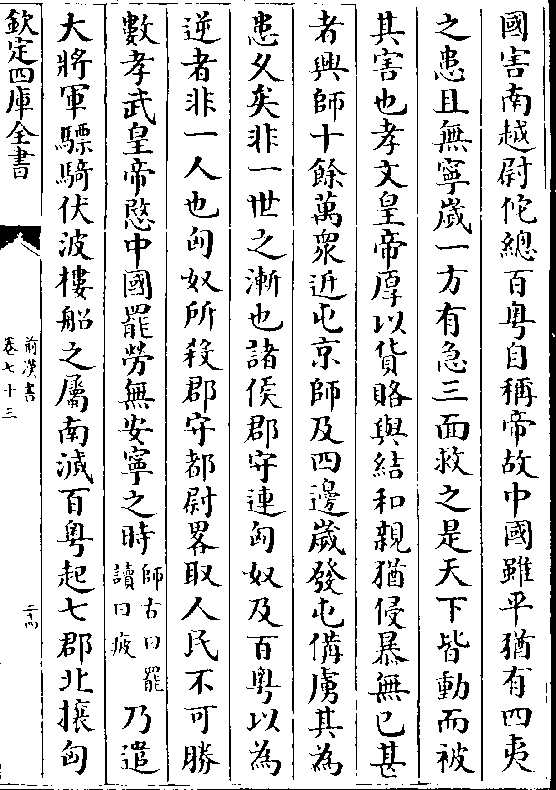 國害南越尉佗總百粤自稱帝故中國雖平猶有四夷
之患且無寧嵗一方有急三面救之是天下皆動而被
其害也孝文皇帝厚以貨賂與結和親猶侵暴無已甚
者興師十餘萬衆近屯京師及四邊嵗發屯備虜其為
患乆矣非一世之漸也諸侯郡守連匈奴及百粤以為
逆者非一人也匈奴所殺郡守都尉畧取人民不可勝
數孝武皇帝愍中國罷勞無安寧之時師古曰罷讀曰疲乃遣
大將軍驃騎伏波樓船之屬南滅百粤起七郡北攘匈
欽定四庫全書
前漢書
卷七十三
二十四